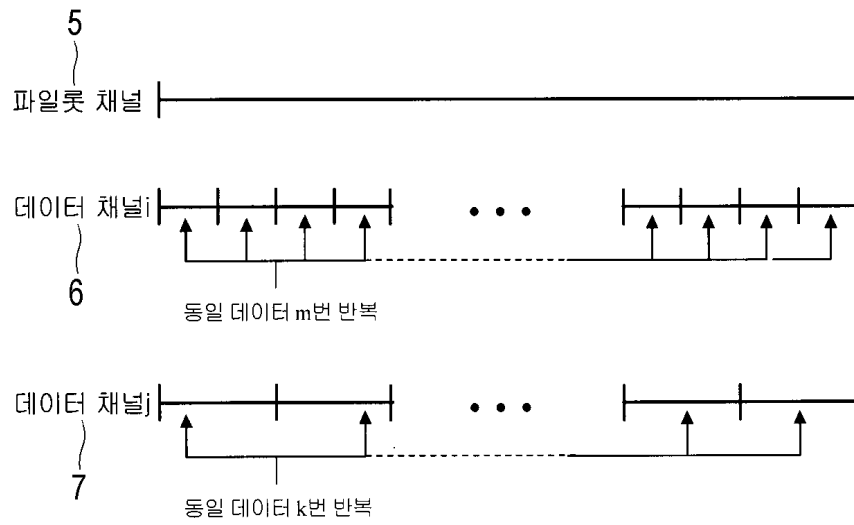 5
파일롯 채널
데이터 채널i
6
동일 데이터 m번 반복
데이터 채널j
7
동일 데이터 k번 반복